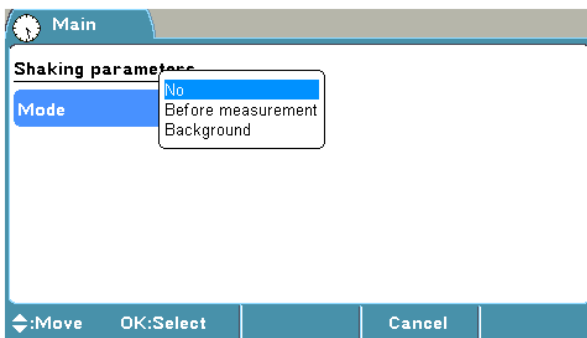 Main
Shaking parameters
Mode
No
Before measurement
Background
:Move OK:Select Cancel